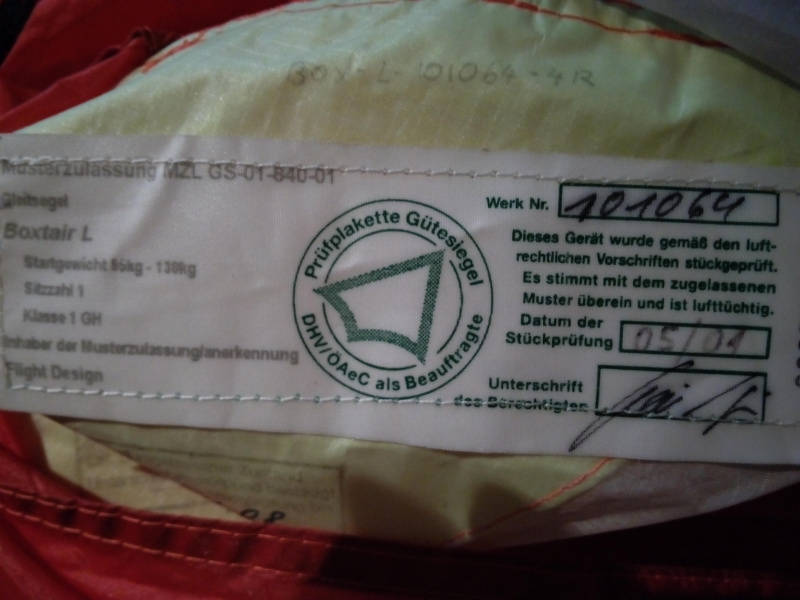 BOX-L-101064-4R
Musterzulassung MZL GS-01-840-01
Gleitsegel
Boxtair L
Startgewicht 95kg - 130kg
Sitzzahl 1
Klasse 1 GH
Inhaber der Musterzulassung/anerkennung
Flight Design
Prüfplakette Gütesiegel
DHV/ÖAeC als Beauftragte
Werk Nr. 101064
Dieses Gerät wurde gemäß den luft-
rechtlichen Vorschriften stückgeprüft.
Es stimmt mit dem zugelassenen
Muster überein und ist lufttüchtig.
Datum der
Stückprüfung 05/01
Unterschrift
des Berechtigten
08